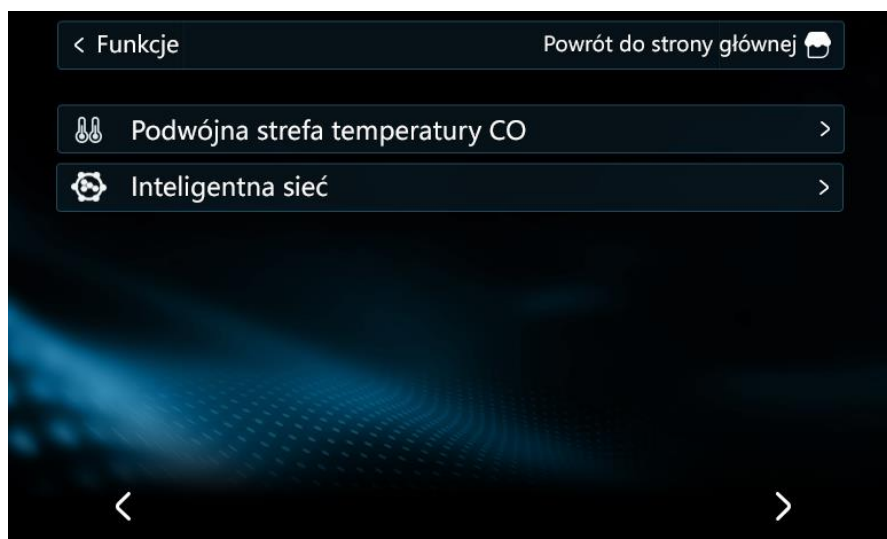 < Funkcje
Powrót do strony głównej
Podwójna strefa temperatury CO >
Inteligentna sieć >
< >